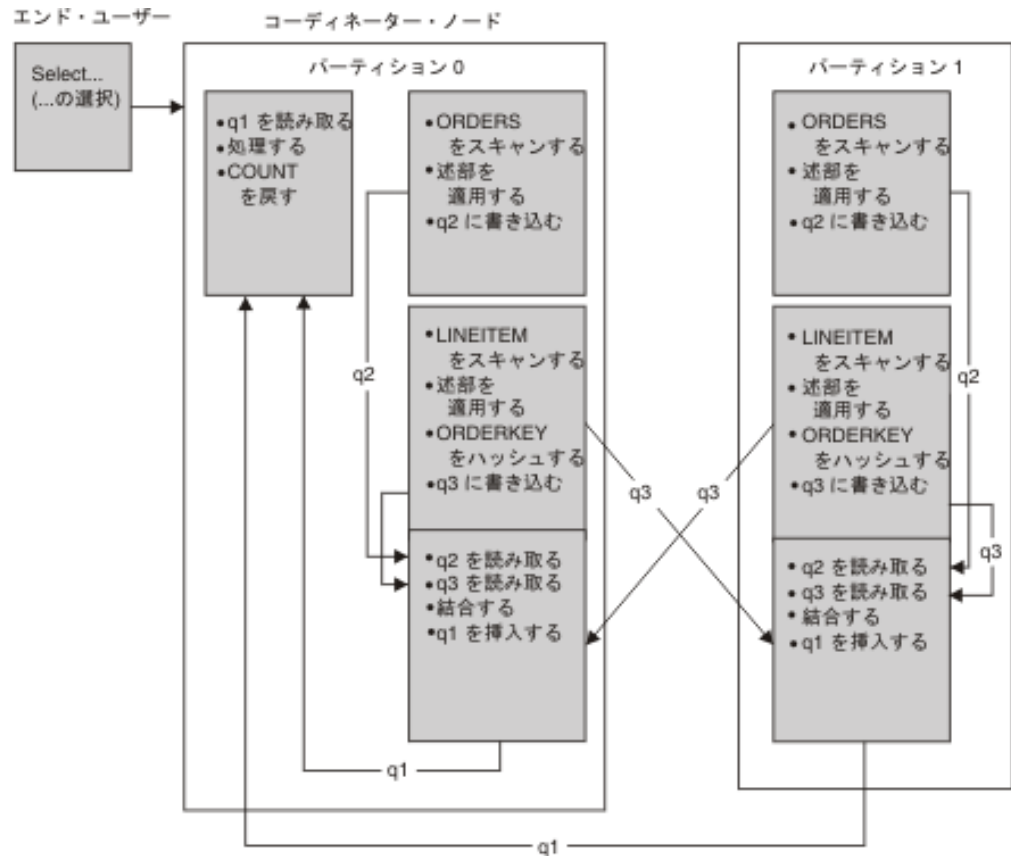 エンド・ユーザー
コーディネーター・ノード
Select...
(...の選択)
パーティション 0
•q1 を読み取る
•処理する
•COUNT
を戻す
•ORDERS
をスキャンする
•述部を
適用する
•q2 に書き込む
q2
•LINEITEM
をスキャンする
•述部を
適用する
•ORDERKEY
をハッシュする
•q3 に書き込む
•q2 を読み取る
•q3 を読み取る
•結合する
•q1 を挿入する
q3
q3
q1
パーティション 1
•ORDERS
をスキャンする
•述部を
適用する
•q2 に書き込む
q2
•LINEITEM
をスキャンする
•述部を
適用する
•ORDERKEY
をハッシュする
•q3 に書き込む
q3
•q2 を読み取る
•q3 を読み取る
•結合する
•q1 を挿入する
q1